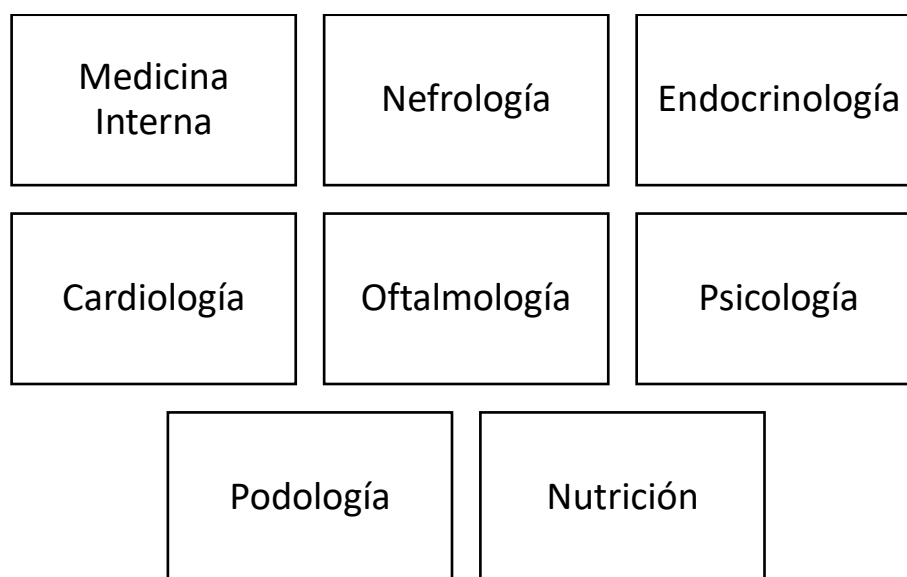 Medicina
Interna
Nefrología
Endocrinología
Cardiología
Oftalmología
Psicología
Podología
Nutrición